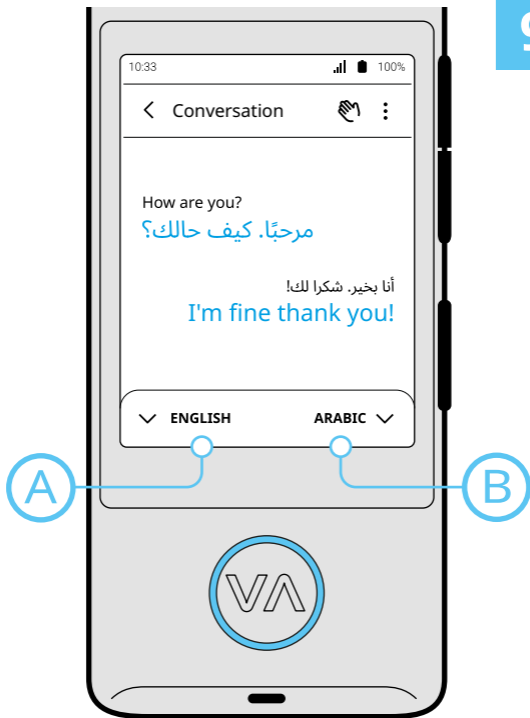 10:33
100%
Conversation
How are you?
مرحبًا. كيف حالك؟
أنا بخير. شكرا لك!
I'm fine thank you!
ENGLISH
ARABIC
A
B